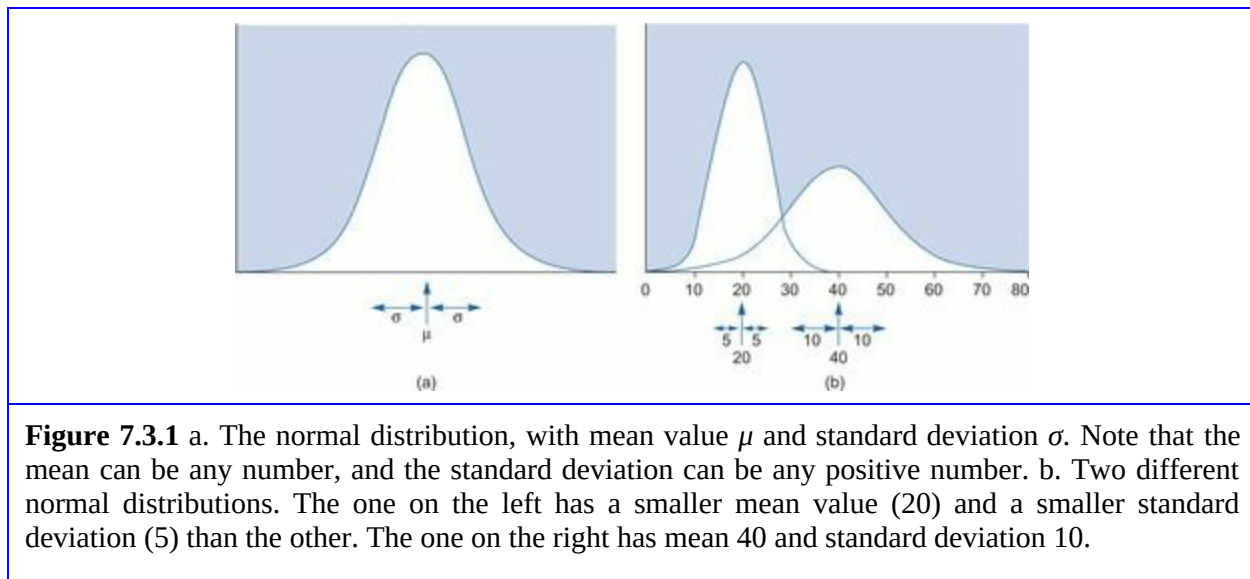 0 10 20 30 40 50 60 70 80
σ σ
μ
5 5 10 10
20 40
(a) (b)
Figure 7.3.1 a. The normal distribution, with mean value μ and standard deviation σ. Note that the
mean can be any number, and the standard deviation can be any positive number. b. Two different
normal distributions. The one on the left has a smaller mean value (20) and a smaller standard
deviation (5) than the other. The one on the right has mean 40 and standard deviation 10.